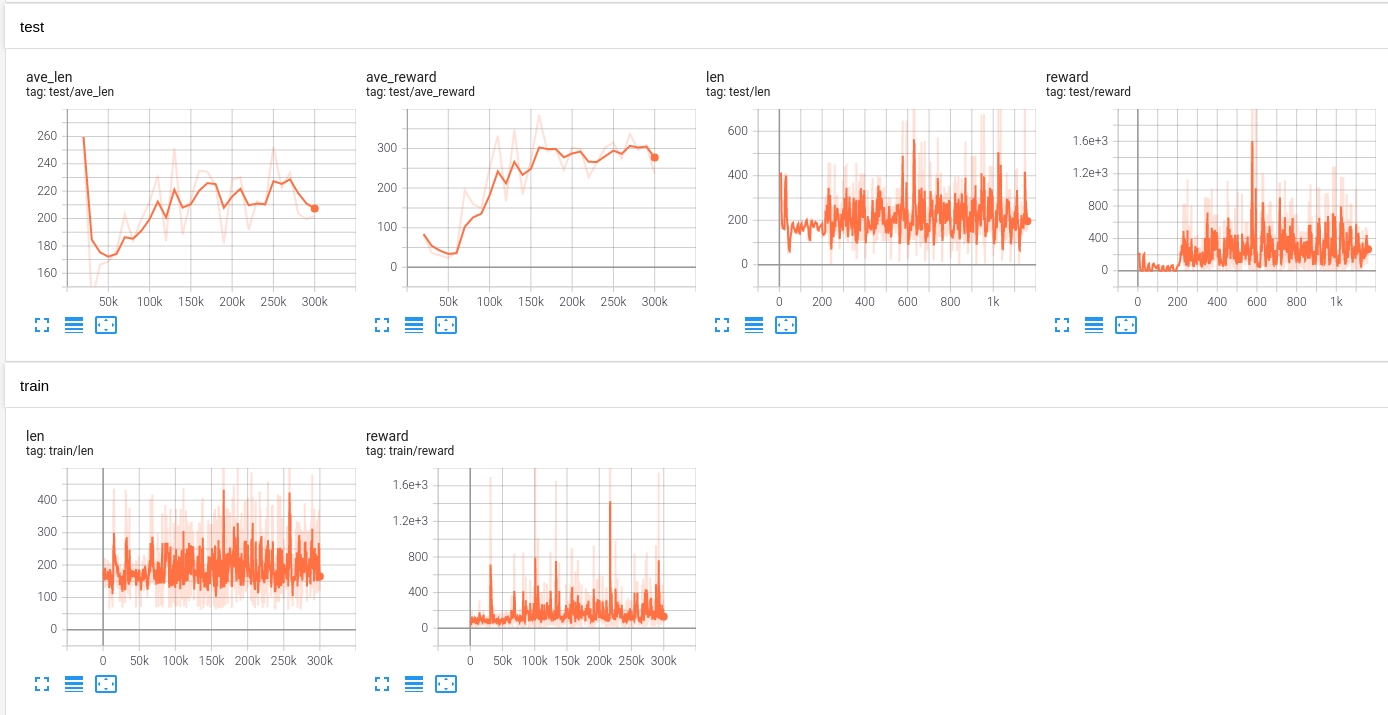 test
ave_len
tag: test/ave_len
260
240
220
200
180
160
50k 100k 150k 200k 250k 300k
ave_reward
tag: test/ave_reward
300
200
100
0
50k 100k 150k 200k 250k 300k
len
tag: test/len
600
400
200
0
0 200 400 600 800 1k
reward
tag: test/reward
1.6e+3
1.2e+3
800
400
0
0 200 400 600 800 1k
train
len
tag: train/len
400
300
200
100
0
0 50k 100k 150k 200k 250k 300k
reward
tag: train/reward
1.6e+3
1.2e+3
800
400
0
0 50k 100k 150k 200k 250k 300k